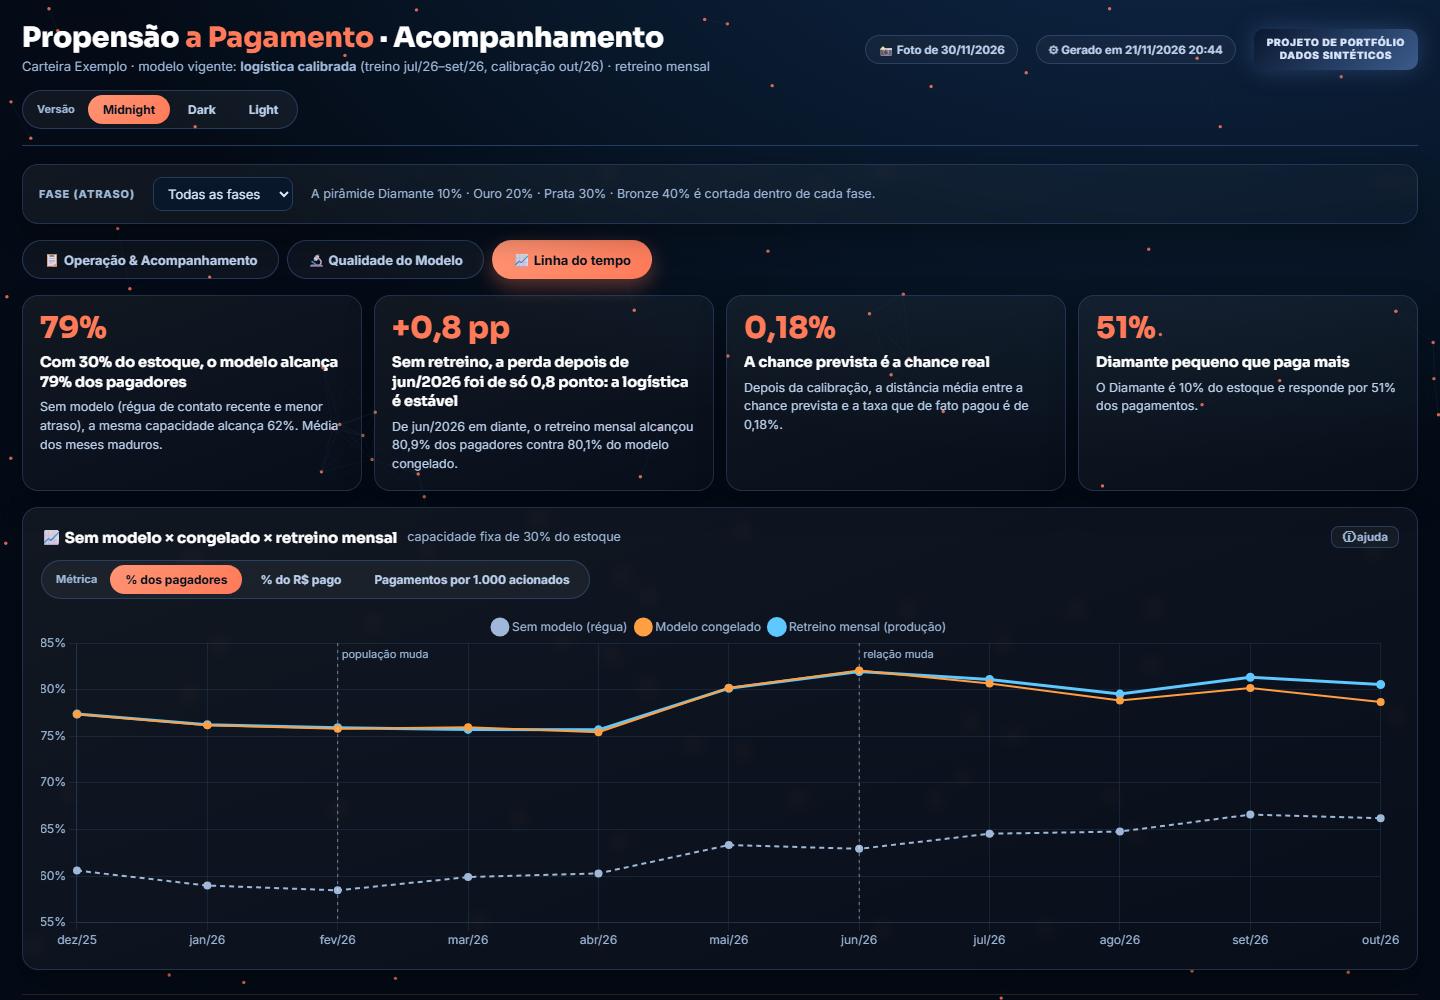 Propensão a Pagamento · Acompanhamento
Carteira Exemplo · modelo vigente: logística calibrada (treino jul/26–set/26, calibração out/26) · retreino mensal
Foto de 30/11/2026
Gerado em 21/11/2026 20:44
PROJETO DE PORTFÓLIO
DADOS SINTÉTICOS
Versão Midnight Dark Light
FASE (ATRASO) Todas as fases A pirâmide Diamante 10% · Ouro 20% · Prata 30% · Bronze 40% é cortada dentro de cada fase.
Operação & Acompanhamento
Qualidade do Modelo
Linha do tempo
79%
Com 30% do estoque, o modelo alcança
79% dos pagadores
Sem modelo (régua de contato recente e menor
atraso), a mesma capacidade alcança 62%. Média
dos meses maduros.
+0,8 pp
Sem retreino, a perda depois de
jun/2026 foi de só 0,8 ponto: a logística
é estável
De jun/2026 em diante, o retreino mensal alcançou
80,9% dos pagadores contra 80,1% do modelo
congelado.
0,18%
A chance prevista é a chance real
Depois da calibração, a distância média entre a
chance prevista e a taxa que de fato pagou é de
0,18%.
51%
Diamante pequeno que paga mais
O Diamante é 10% do estoque e responde por 51%
dos pagamentos.
Sem modelo × congelado × retreino mensal capacidade fixa de 30% do estoque
ajuda
Métrica % dos pagadores % do R$ pago Pagamentos por 1.000 acionados
Sem modelo (régua) Modelo congelado Retreino mensal (produção)
85%
população muda
relação muda
80%
75%
70%
65%
60%
55%
dez/25 jan/26 fev/26 mar/26 abr/26 mai/26 jun/26 jul/26 ago/26 set/26 out/26